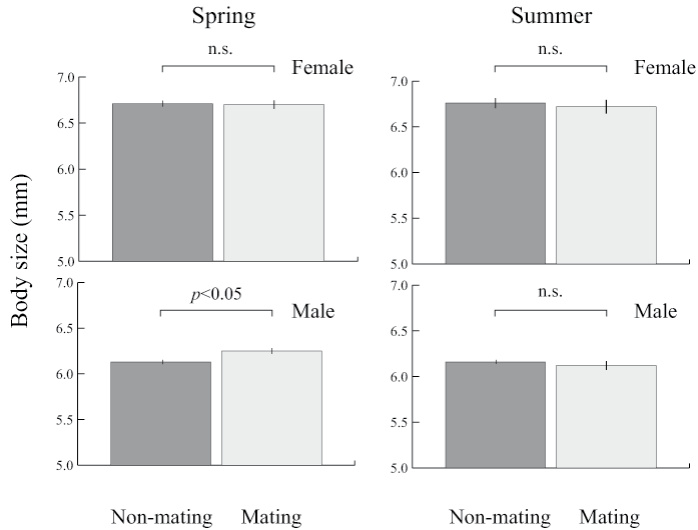 Spring
Summer
n.s.
n.s.
Female
Female
7.0
6.5
6.0
5.5
5.0
7.0
6.5
6.0
5.5
5.0
Body size (mm)
p<0.05
n.s.
Male
Male
7.0
6.5
6.0
5.5
5.0
7.0
6.5
6.0
5.5
5.0
Non-mating
Mating
Non-mating
Mating